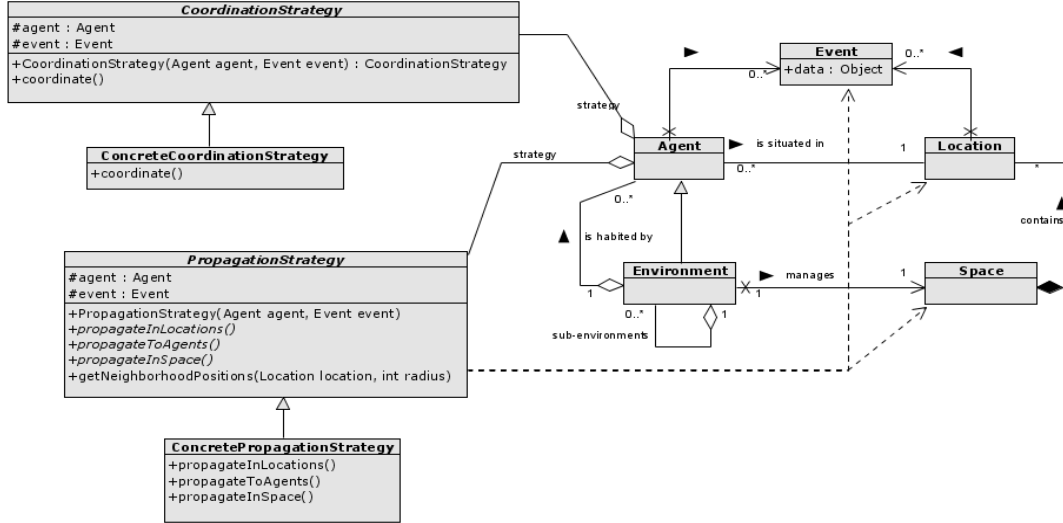 CoordinationStrategy
#agent : Agent
#event : Event
+CoordinationStrategy(Agent agent, Event event) : CoordinationStrategy
+coordinate()
ConcreteCoordinationStrategy
+coordinate()
PropagationStrategy
#agent : Agent
#event : Event
+PropagationStrategy(Agent agent, Event event)
+propagateInLocations()
+propagateToAgents()
+propagateInSpace()
+getNeighborhoodPositions(Location location, int radius)
ConcretePropagationStrategy
+propagateInLocations()
+propagateToAgents()
+propagateInSpace()
strategy
strategy
Event
+data : Object
0..*
0..*
0..*
0..*
Agent
is situated in
0..*
1
Location
*
contains
0..*
is habited by
1
Environment
manages
1
1
Space
0..*
1
sub-environments